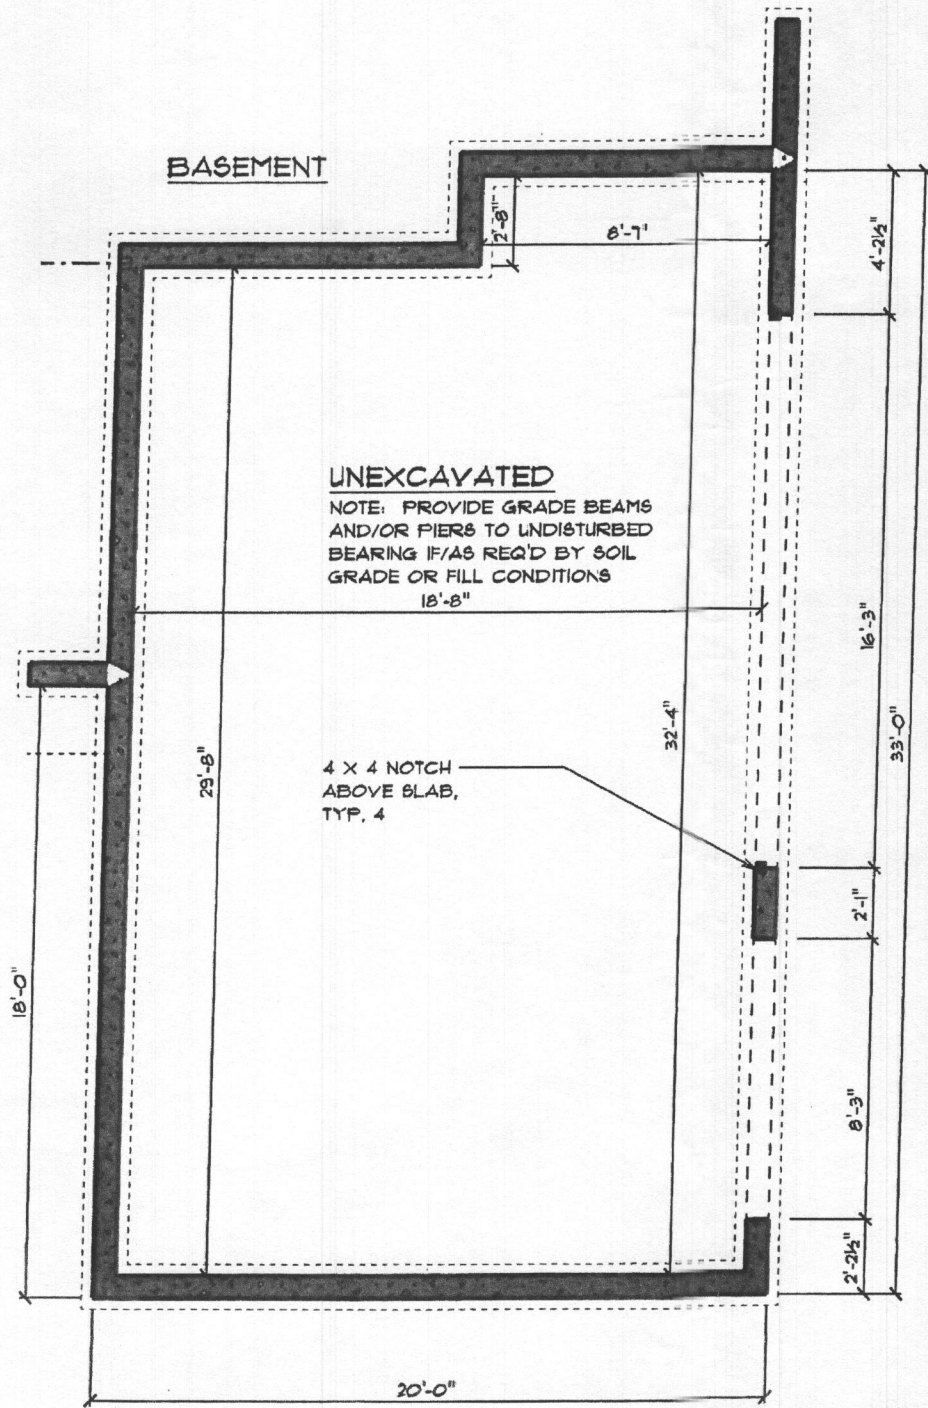 BASEMENT
2'-8"
8'-7"
4'-2½"
UNEXCAVATED
NOTE: PROVIDE GRADE BEAMS
AND/OR PIERS TO UNDISTURBED
BEARING IF/AS REQ'D BY SOIL
GRADE OR FILL CONDITIONS
18'-8"
16'-3"
32'-4"
33'-0"
29'-8"
4 X 4 NOTCH
ABOVE SLAB,
TYP. 4
2'-1"
18'-0"
8'-3"
2'-2½"
20'-0"